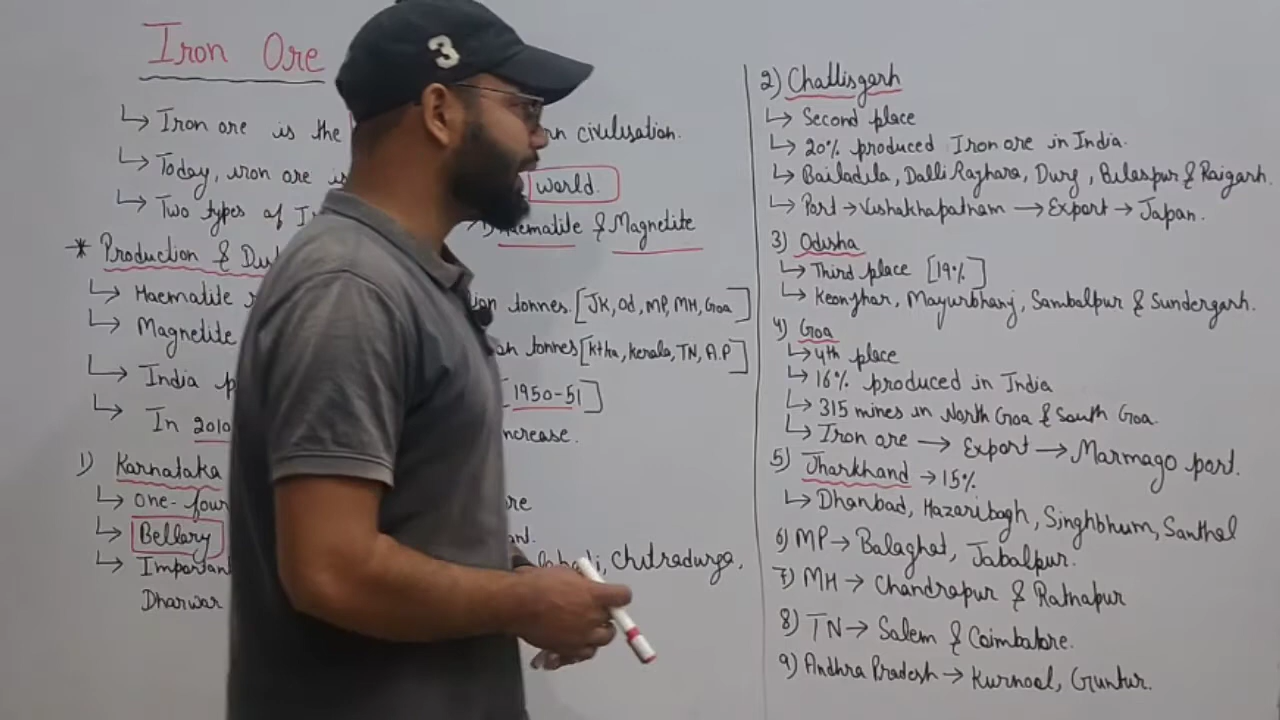 Iron Ore
3
↳ Iron ore is the civilisation.
↳ Today, iron ore is world.
↳ Two types of Haematite & Magnetite
* Production &
↳ Haematite tonnes. [JK, Od, MP, MH, Goa]
↳ Magnetite tonnes [K+ka, Kerala, TN, A.P]
↳ India [1950-51]
↳ In 2010 increase.
1) Karnataka
↳ One-four
↳ Bellary
↳ Important Chitradurga,
Dharwar
2) Chattisgarh
↳ Second place
↳ 20% produced Iron ore in India.
↳ Bailadila, Dalli Rajhara, Durg, Bilaspur & Raigarh.
↳ Port → Vishakhapatnam → Export → Japan.
3) Odisha
↳ Third place [19%]
↳ Keonjhar, Mayurbhanj, Sambalpur & Sundergarh.
4) Goa
↳ 4th place
↳ 16% produced in India
↳ 315 mines in North Goa & South Goa.
↳ Iron ore → Export → Marmago port.
5) Jharkhand → 15%
↳ Dhanbad, Hazaribagh, Singhbhum, Santhal
6) MP → Balaghat, Jabalpur.
7) MH → Chandrapur & Ratnapur
8) TN → Salem & Coimbatore.
9) Andhra Pradesh → Kurnool, Guntur.